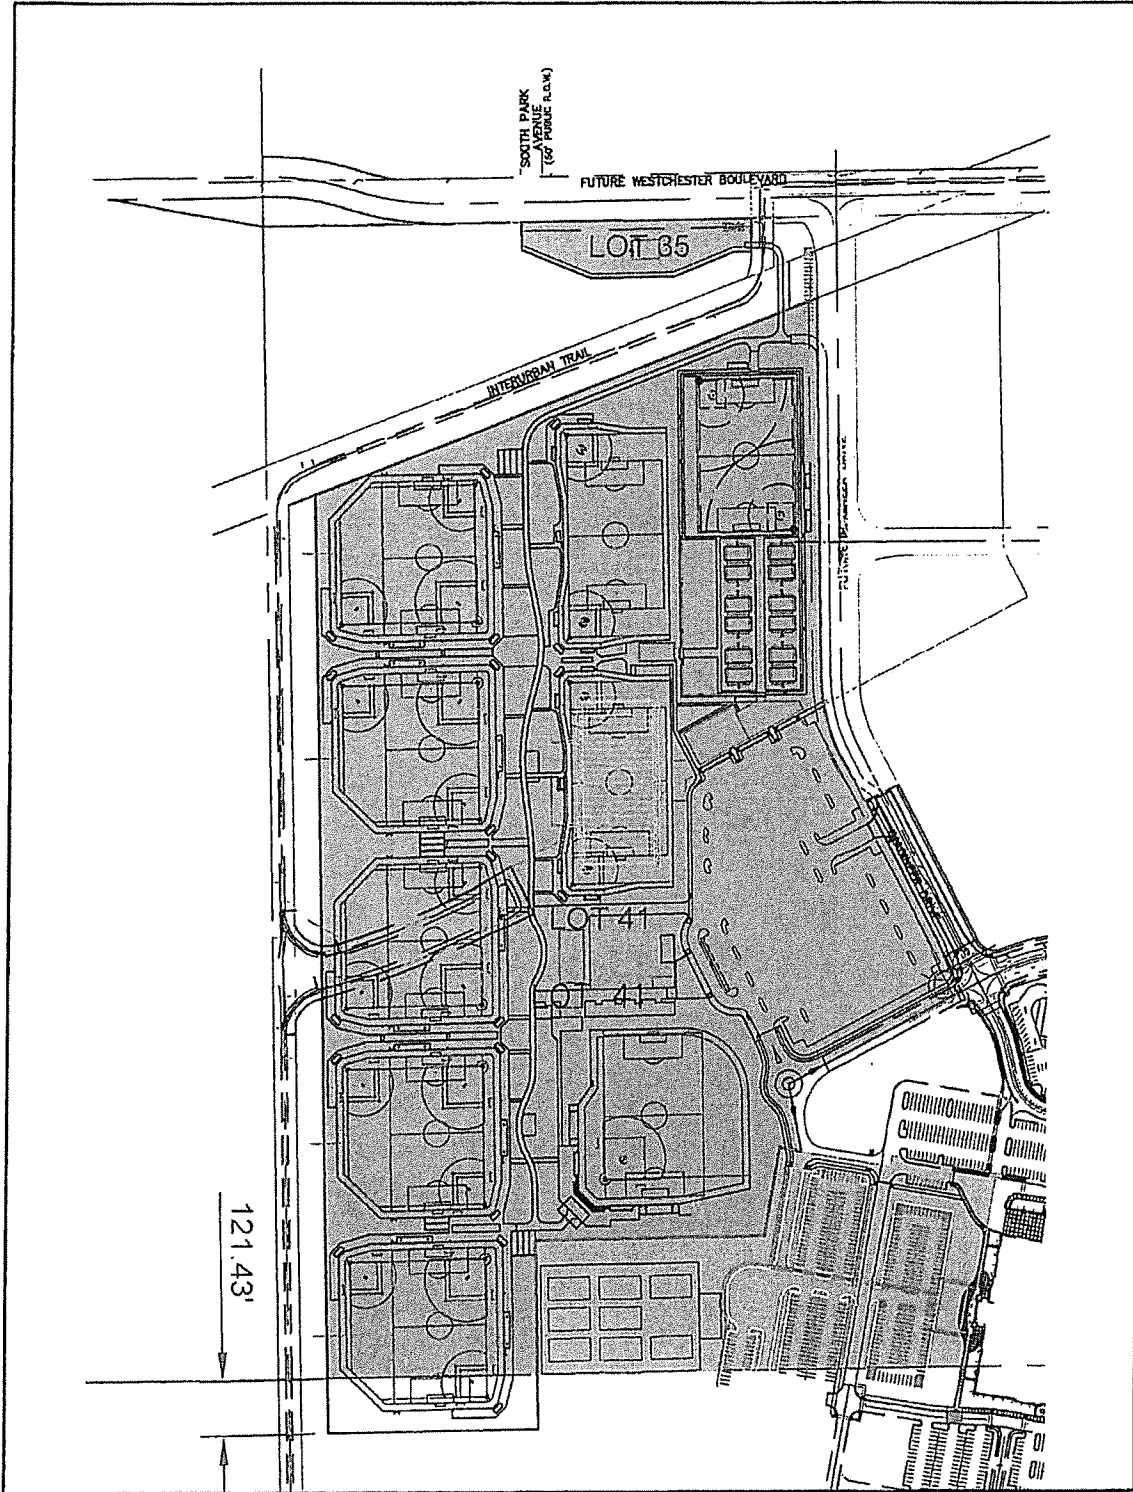 SOUTH PARK
AVENUE
(60' PUBLIC R.O.W.)
FUTURE WESTCHESTER BOULEVARD
LOT 65
INTERURBAN TRAIL
LOT 41
LOT 41
121.43'